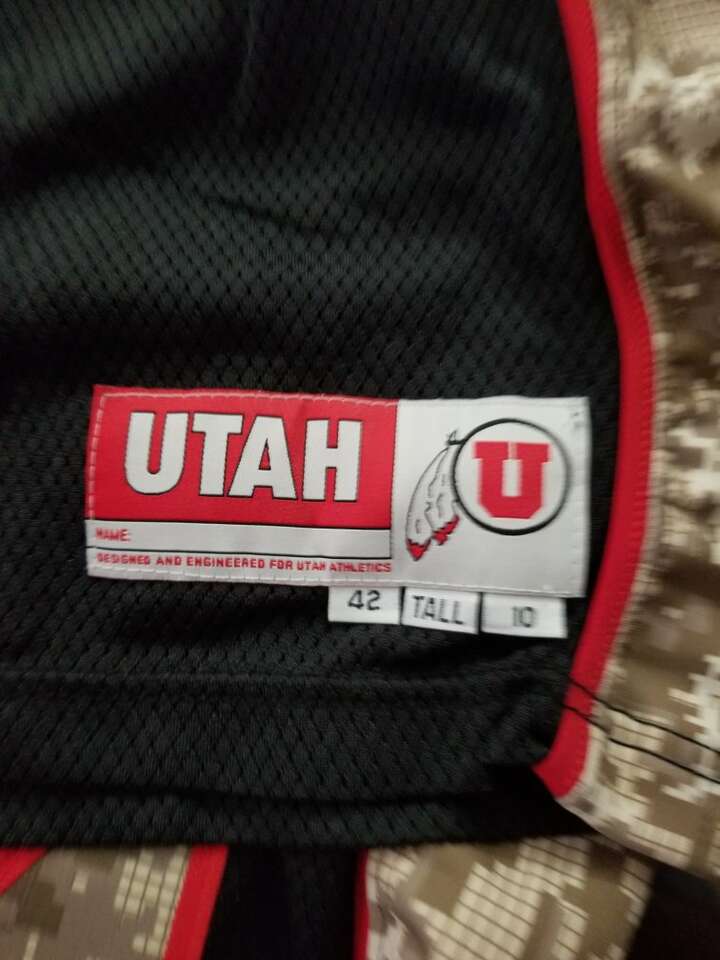 UTAH
U
NAME:
DESIGNED AND ENGINEERED FOR UTAH ATHLETICS
42 TALL 10